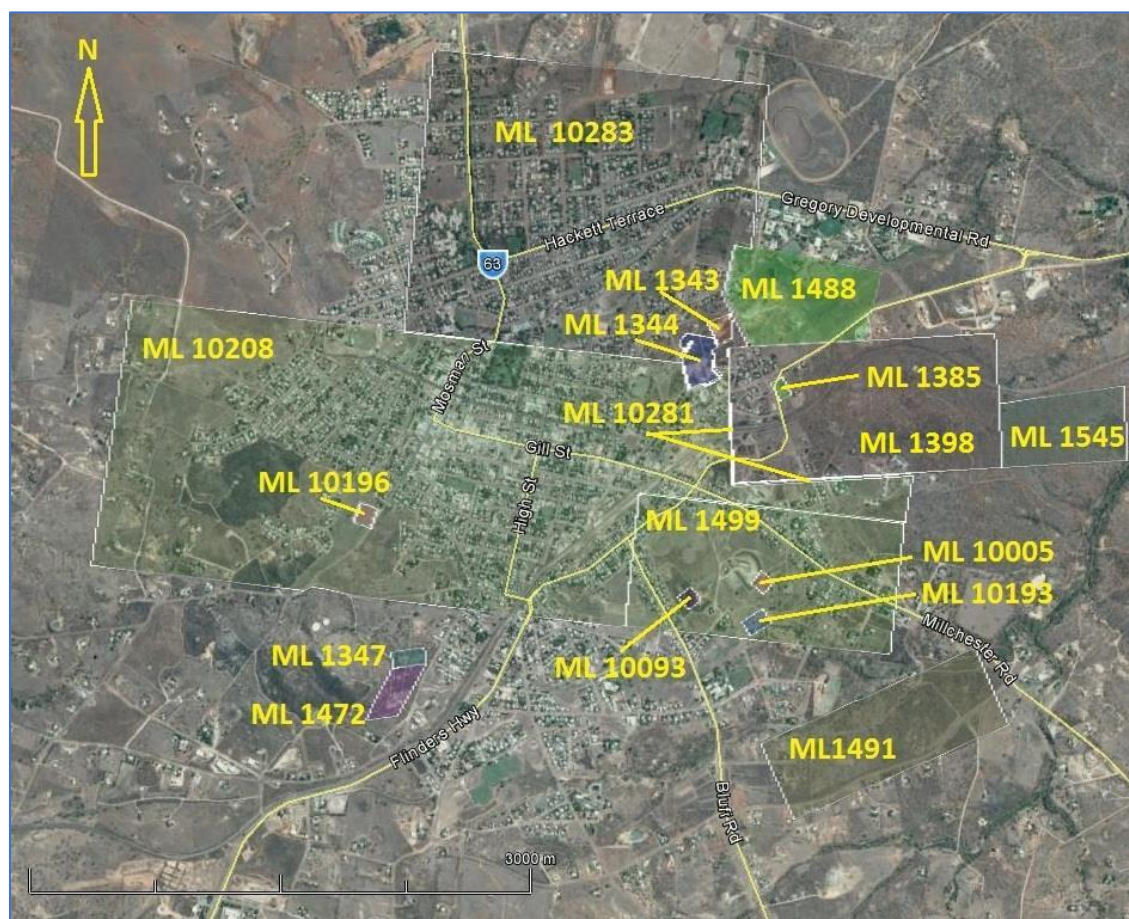 N
ML 10283
Hackett Terrace
Gregory Developmental Rd
63
ML 1343
ML 1488
ML 1344
ML 10208
Mosman St
ML 1385
ML 10281
ML 1398
ML 1545
Gill St
ML 10196
High St
ML 1499
ML 10005
ML 10193
Millchester Rd
ML 10093
ML 1347
ML 1472
Flinders Hwy
ML1491
Bluff Rd
3000 m